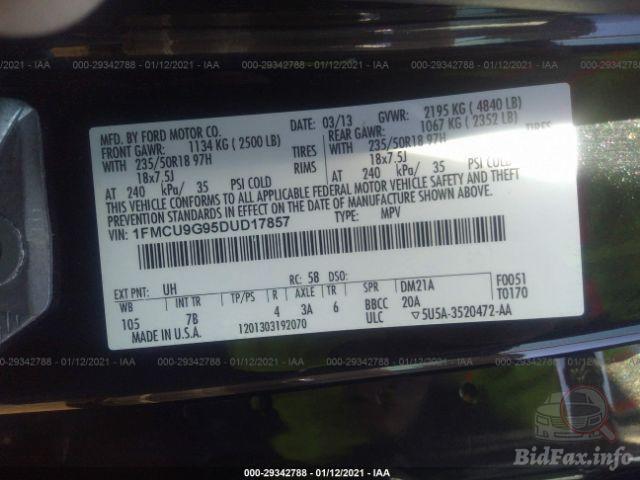 000-29342788 - 01/12/2021 - IAA
MFD. BY FORD MOTOR CO.
DATE: 03/13
GVWR: 2195 KG ( 4840 LB)
FRONT GAWR: 1134 KG ( 2500 LB)
REAR GAWR: 1067 KG ( 2352 LB)
WITH 235/50R18 97H TIRES
WITH 235/50R18 97H TIRES
18x7.5J RIMS
18x7.5J RIMS
AT 240 kPa/ 35 PSI COLD
AT 240 kPa/ 35 PSI COLD
THIS VEHICLE CONFORMS TO ALL APPLICABLE FEDERAL MOTOR VEHICLE SAFETY AND THEFT
PREVENTION STANDARDS IN EFFECT ON THE DATE OF MANUFACTURE SHOWN ABOVE.
VIN: 1FMCU9G95DUD17857
TYPE: MPV
EXT PNT: UH
RC: 58 DSO:
WB INT TR TP/PS R AXLE TR SPR
DM21A F0051
105 7B 4 3A 6 BBCC 20A T0170
MADE IN U.S.A. 1201303192070 ULC ▽5U5A-3520472-AA
000-29342788 - 01/12/2021 - IAA
BidFax.info